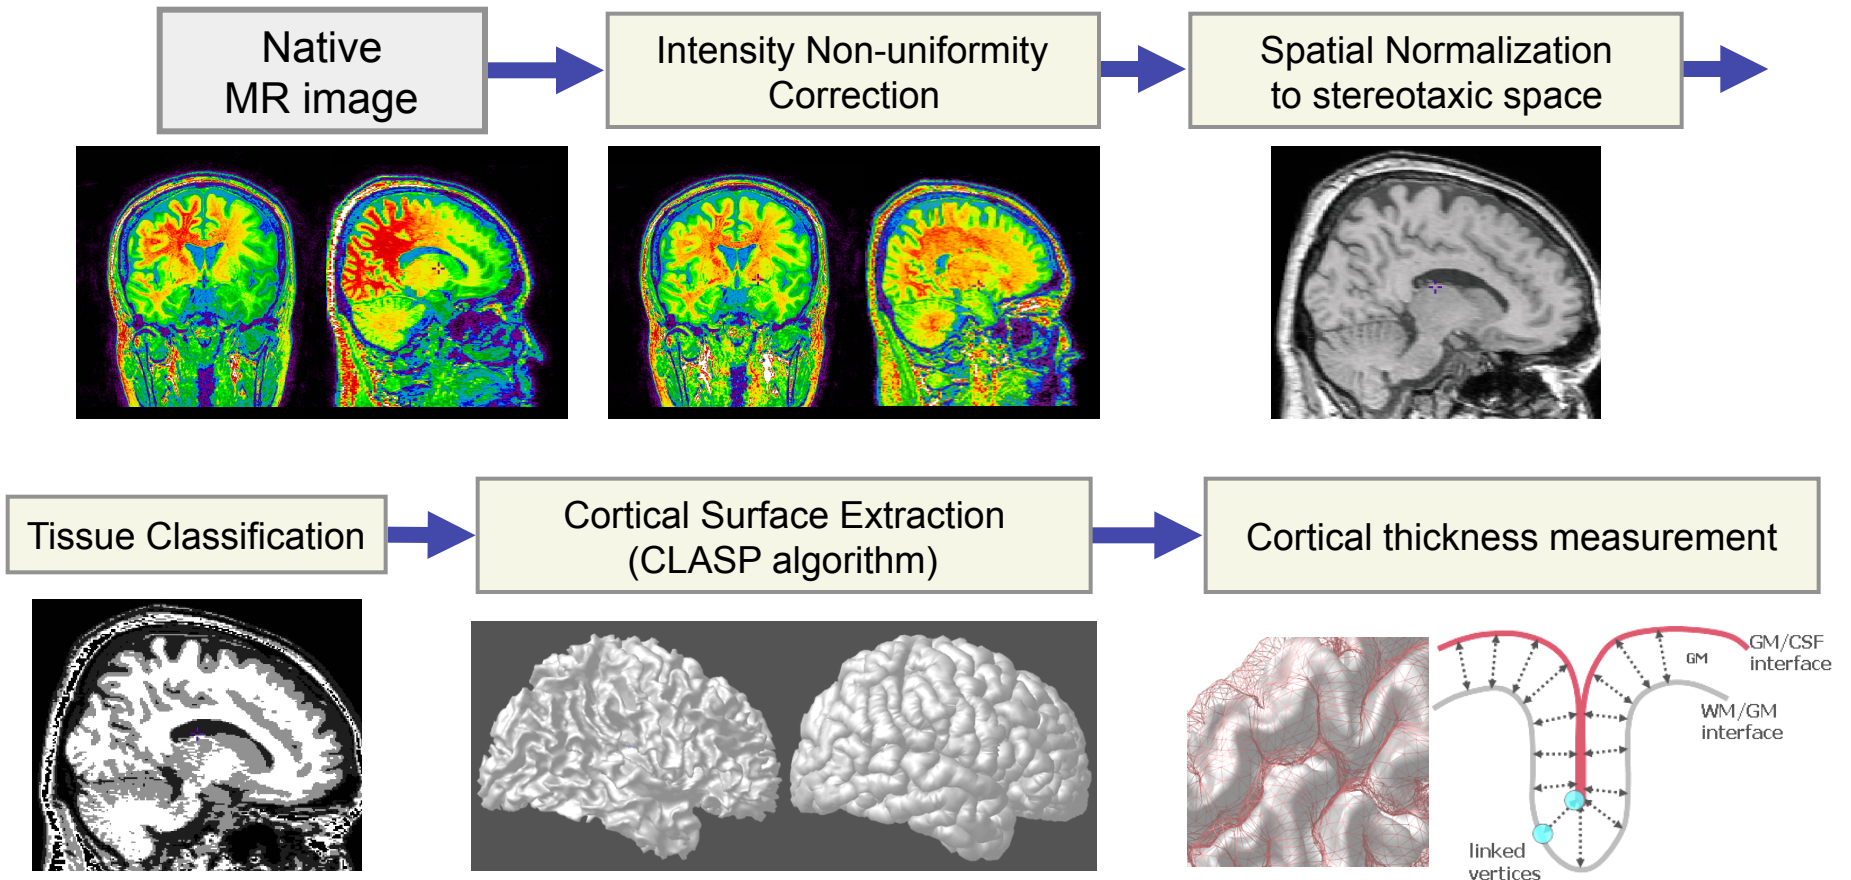 Native
MR image
Intensity Non-uniformity
Correction
Spatial Normalization
to stereotaxic space
Tissue Classification
Cortical Surface Extraction
(CLASP algorithm)
Cortical thickness measurement
GM/CSF
interface
GM
WM/GM
interface
linked
vertices